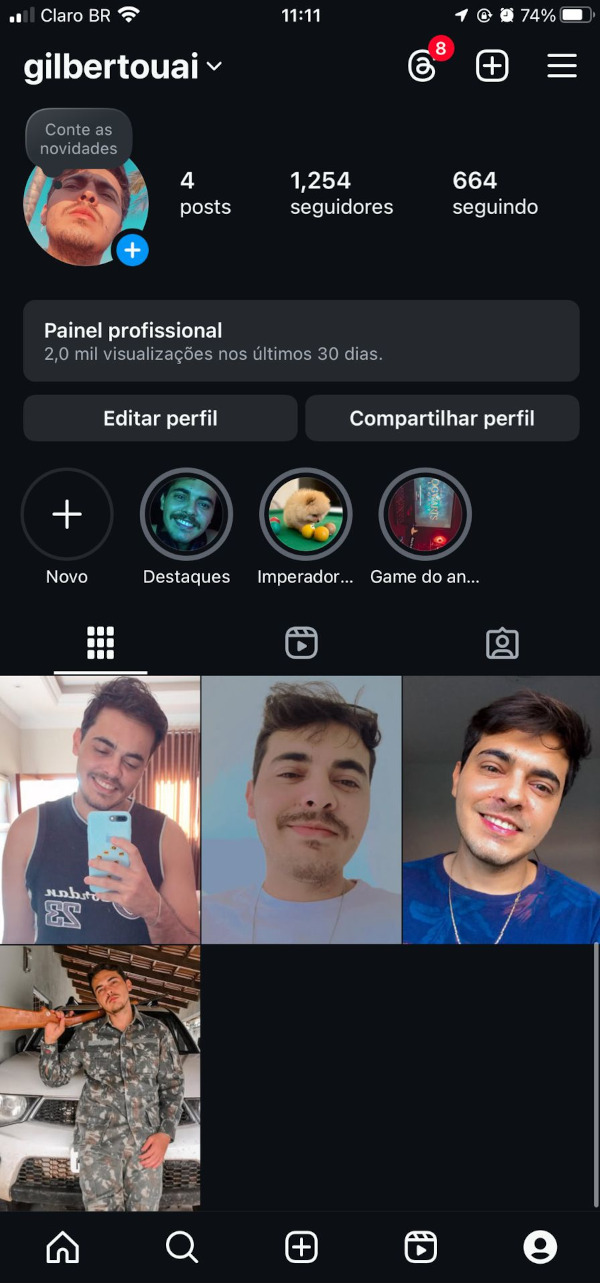 Claro BR
11:11
74%
gilbertouai
8
Conte as
novidades
4
posts
1,254
seguidores
664
seguindo
Painel profissional
2,0 mil visualizações nos últimos 30 dias.
Editar perfil
Compartilhar perfil
Novo
Destaques
Imperador...
Game do an...
Jordan
23